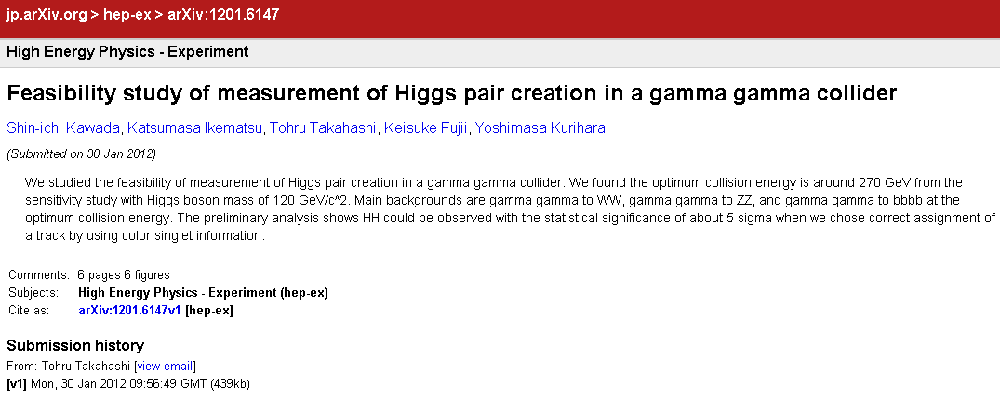 jp.arXiv.org > hep-ex > arXiv:1201.6147
High Energy Physics - Experiment
Feasibility study of measurement of Higgs pair creation in a gamma gamma collider
Shin-ichi Kawada, Katsumasa Ikematsu, Tohru Takahashi, Keisuke Fujii, Yoshimasa Kurihara
(Submitted on 30 Jan 2012)
We studied the feasibility of measurement of Higgs pair creation in a gamma gamma collider. We found the optimum collision energy is around 270 GeV from the
sensitivity study with Higgs boson mass of 120 GeV/c^2. Main backgrounds are gamma gamma to WW, gamma gamma to ZZ, and gamma gamma to bbbb at the
optimum collision energy. The preliminary analysis shows HH could be observed with the statistical significance of about 5 sigma when we chose correct assignment of
a track by using color singlet information.
Comments: 6 pages 6 figures
Subjects: High Energy Physics - Experiment (hep-ex)
Cite as: arXiv:1201.6147v1 [hep-ex]
Submission history
From: Tohru Takahashi [view email]
[v1] Mon, 30 Jan 2012 09:56:49 GMT (439kb)